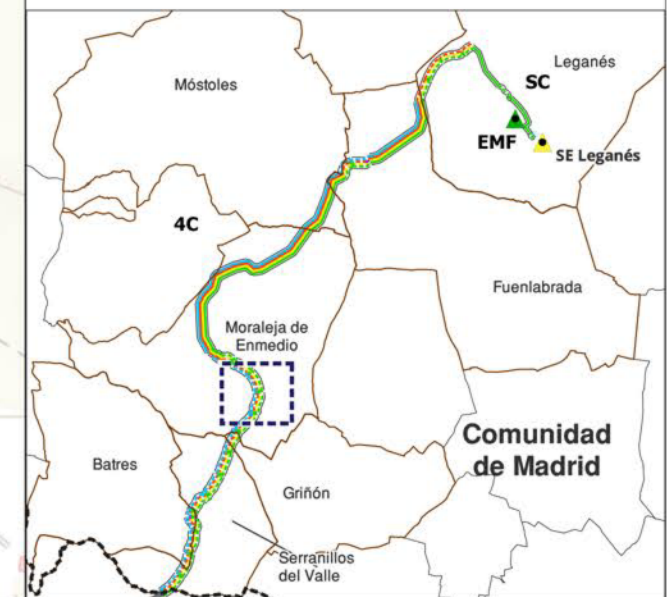 Leganés
Móstoles
SC
EMF
SE Leganés
4C
Fuenlabrada
Moraleja de
Enmedio
Comunidad
de Madrid
Batres
Griñón
Serranillos
del Valle